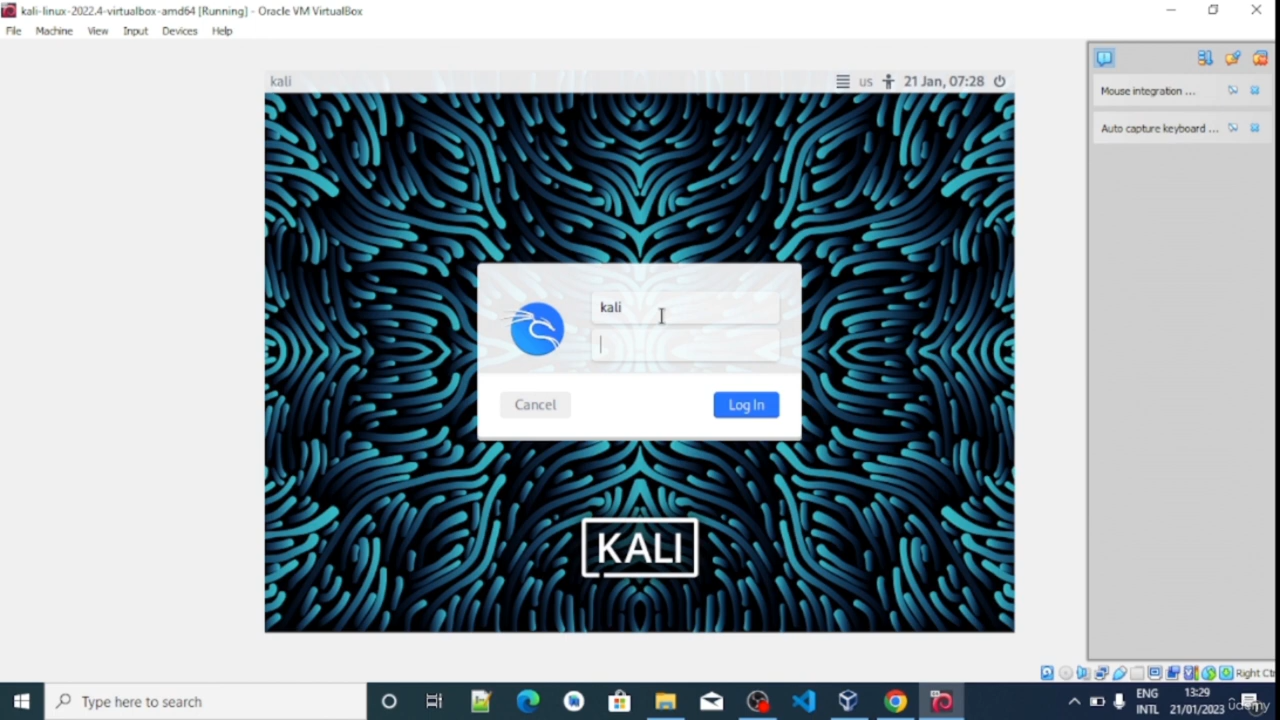 kali-linux-2022.4-virtualbox-amd64 [Running] - Oracle VM VirtualBox
File Machine View Input Devices Help
kali us 21 Jan, 07:28
Mouse integration ...
Auto capture keyboard ...
kali
Cancel Log In
KALI
Right Ct
Type here to search
ENG 13:29
INTL 21/01/2023
ûdemy